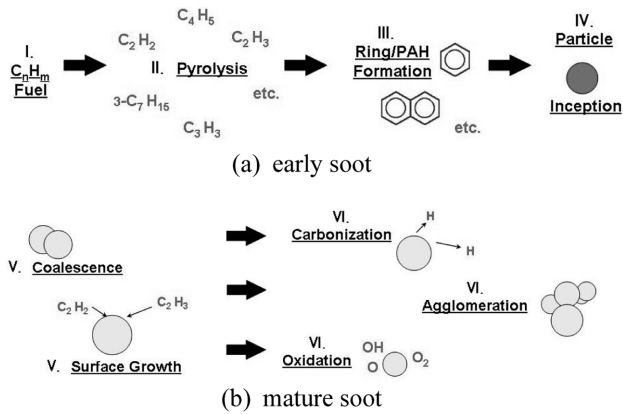 I.
CₙHₘ
Fuel
C₄H₅
C₂H₂
C₂H₃
II. Pyrolysis
3-C₇H₁₅
etc.
C₃H₃
III.
Ring/PAH
Formation
etc.
IV.
Particle
Inception
(a) early soot
V. Coalescence
VI.
Carbonization
H
H
VI.
Agglomeration
C₂H₂
C₂H₃
V. Surface Growth
VI.
Oxidation
OH
O
O₂
(b) mature soot